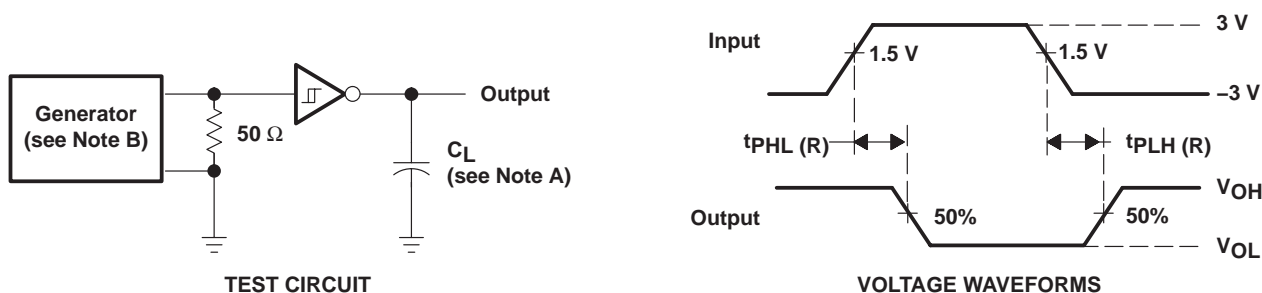 Generator
(see Note B)
50 Ω
Output
CL
(see Note A)
TEST CIRCUIT
Input
1.5 V
1.5 V
3 V
–3 V
tPHL (R)
tPLH (R)
Output
50%
50%
VOH
VOL
VOLTAGE WAVEFORMS